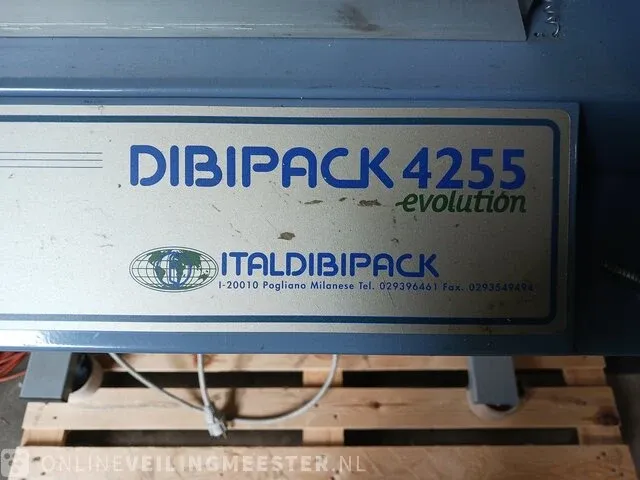 DIBIPACK 4255
evolution
ITALDIBIPACK
I-20010 Pogliano Milanese Tel. 029396461 Fax. 0293549494
ONLINEVEILINGMEESTER.NL